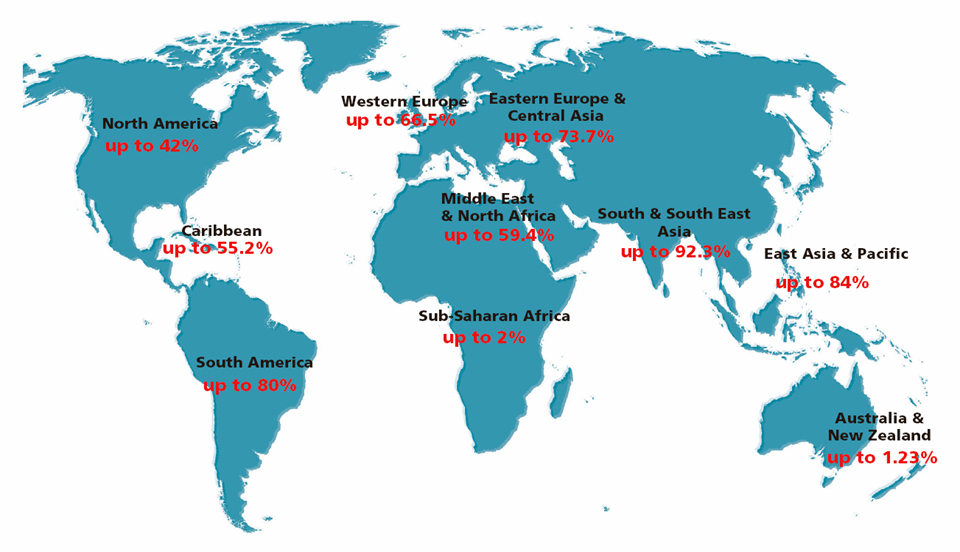 Western Europe
up to 66.5%
Eastern Europe &
Central Asia
up to 73.7%
North America
up to 42%
Middle East
& North Africa
up to 59.4%
South & South East
Asia
up to 92.3%
Caribbean
up to 55.2%
East Asia & Pacific
up to 84%
Sub-Saharan Africa
up to 2%
South America
up to 80%
Australia &
New Zealand
up to 1.23%